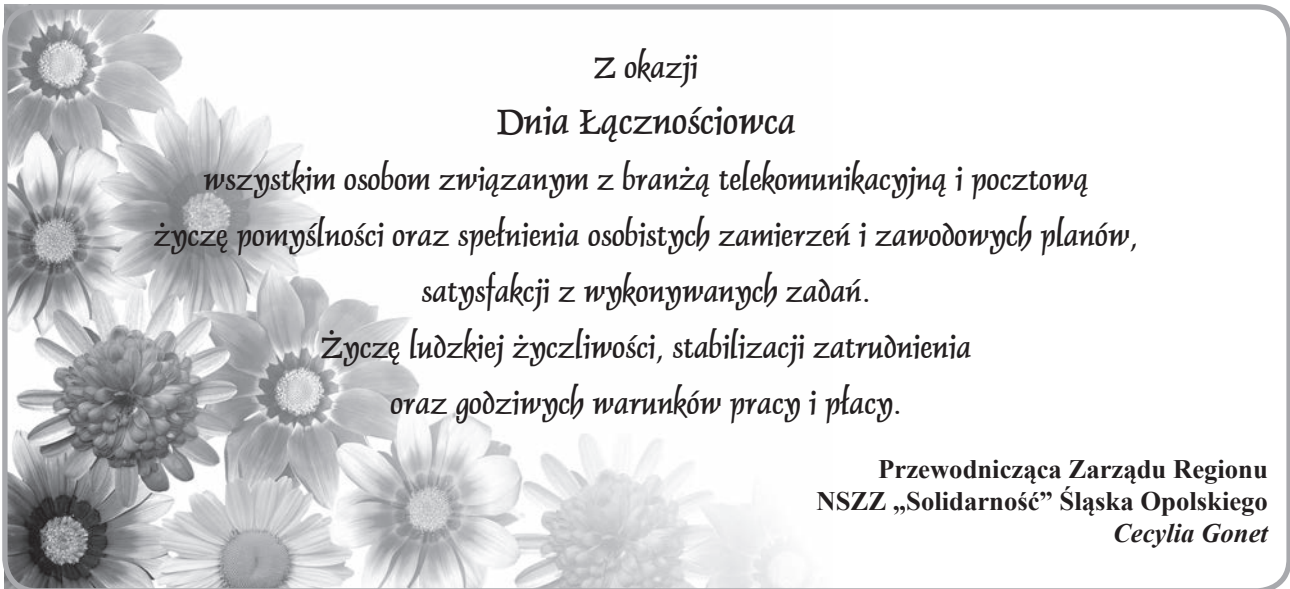 Z okazji
Dnia Łącznościowca
wszystkim osobom związanym z branżą telekomunikacyjną i pocztową
życzę pomyślności oraz spełnienia osobistych zamierzeń i zawodowych planów,
satysfakcji z wykonywanych zadań.
Życzę ludzkiej życzliwości, stabilizacji zatrudnienia
oraz godziwych warunków pracy i płacy.
Przewodnicząca Zarządu Regionu
NSZZ „Solidarność” Śląska Opolskiego
Cecylia Gonet